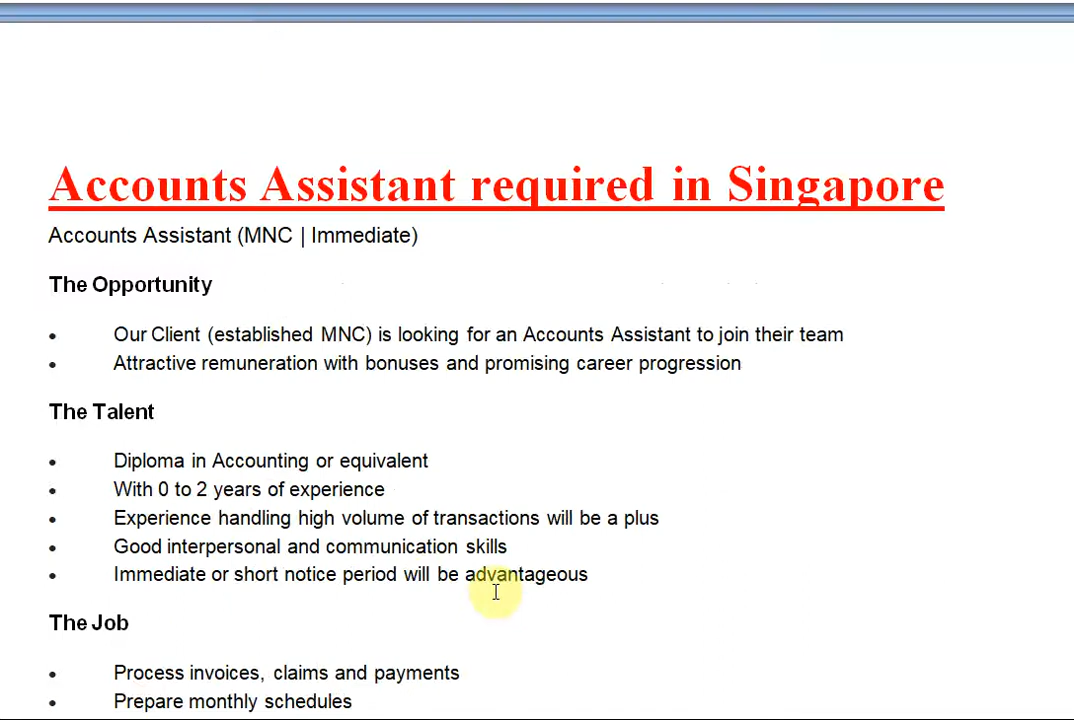 Accounts Assistant required in Singapore
Accounts Assistant (MNC | Immediate)
The Opportunity
• Our Client (established MNC) is looking for an Accounts Assistant to join their team
• Attractive remuneration with bonuses and promising career progression
The Talent
• Diploma in Accounting or equivalent
• With 0 to 2 years of experience
• Experience handling high volume of transactions will be a plus
• Good interpersonal and communication skills
• Immediate or short notice period will be advantageous
The Job
• Process invoices, claims and payments
• Prepare monthly schedules